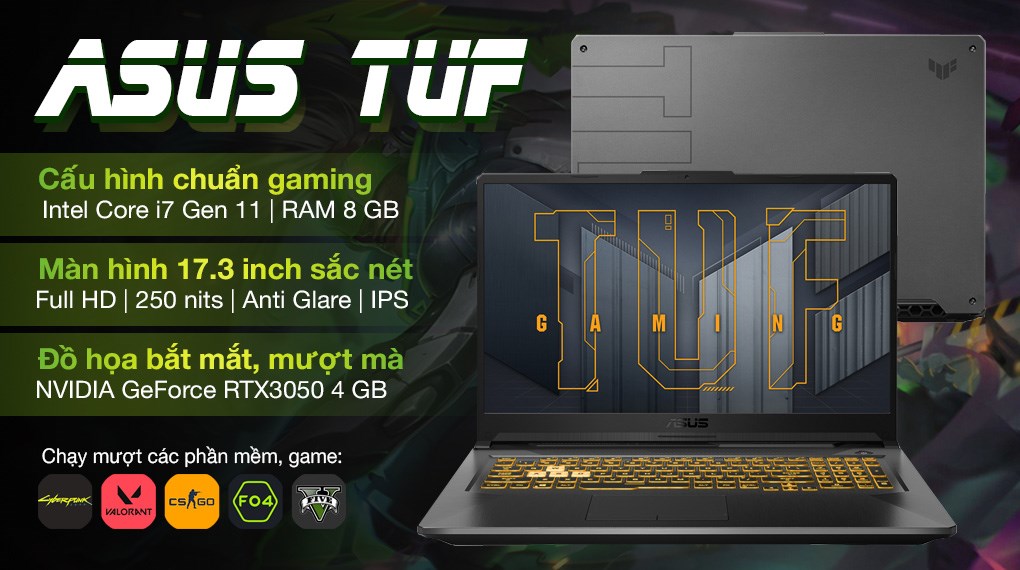 ASUS TUF
Cấu hình chuẩn gaming
Intel Core i7 Gen 11 | RAM 8 GB
Màn hình 17.3 inch sắc nét
Full HD | 250 nits | Anti Glare | IPS
Đồ họa bắt mắt, mượt mà
NVIDIA GeForce RTX3050 4 GB
Chạy mượt các phần mềm, game:
CYBERPUNK
VALORANT
CS GO
FO4
V
FIVE
TUF
GAMING
ASUS